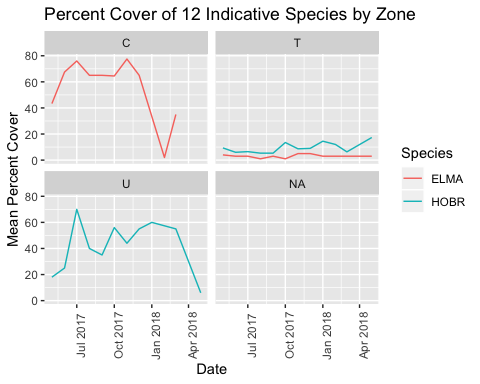 Percent Cover of 12 Indicative Species by Zone
C
T
80
60
40
20
0
U
NA
80
60
40
20
0
Mean Percent Cover
Jul 2017
Oct 2017
Jan 2018
Apr 2018
Jul 2017
Oct 2017
Jan 2018
Apr 2018
Date
Species
ELMA
HOBR